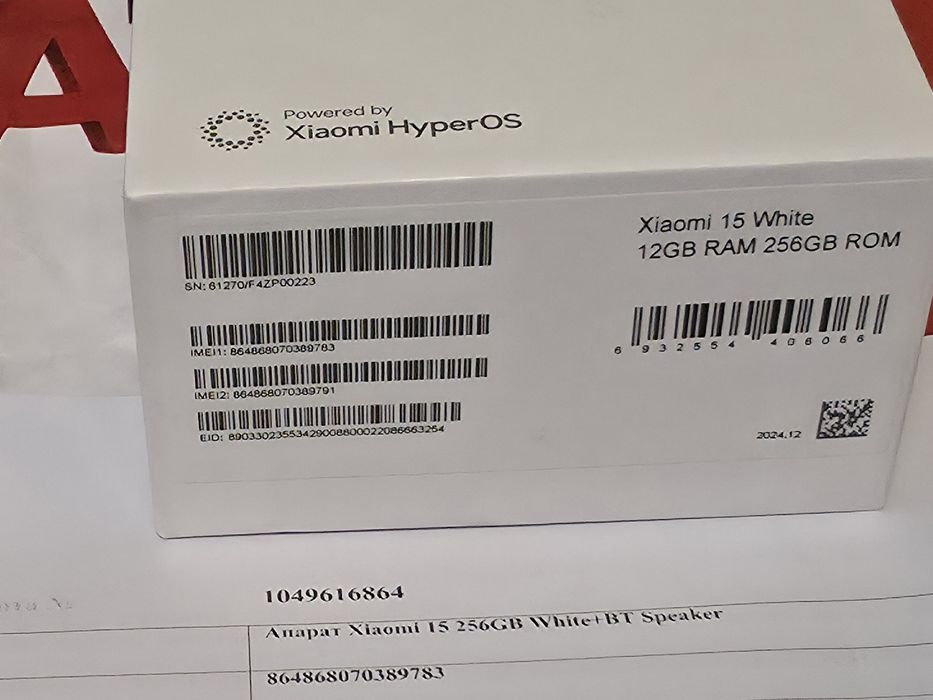 A
Powered by
Xiaomi HyperOS
Xiaomi 15 White
12GB RAM 256GB ROM
SN: 61270/F4ZP00223
IMEI1: 864868070389783
IMEI2: 864868070389791
EID: 89033023553429008800022086663254
6 932554 406066
2024.12
1049616864
Апарат Xiaomi 15 256GB White+BT Speaker
864868070389783